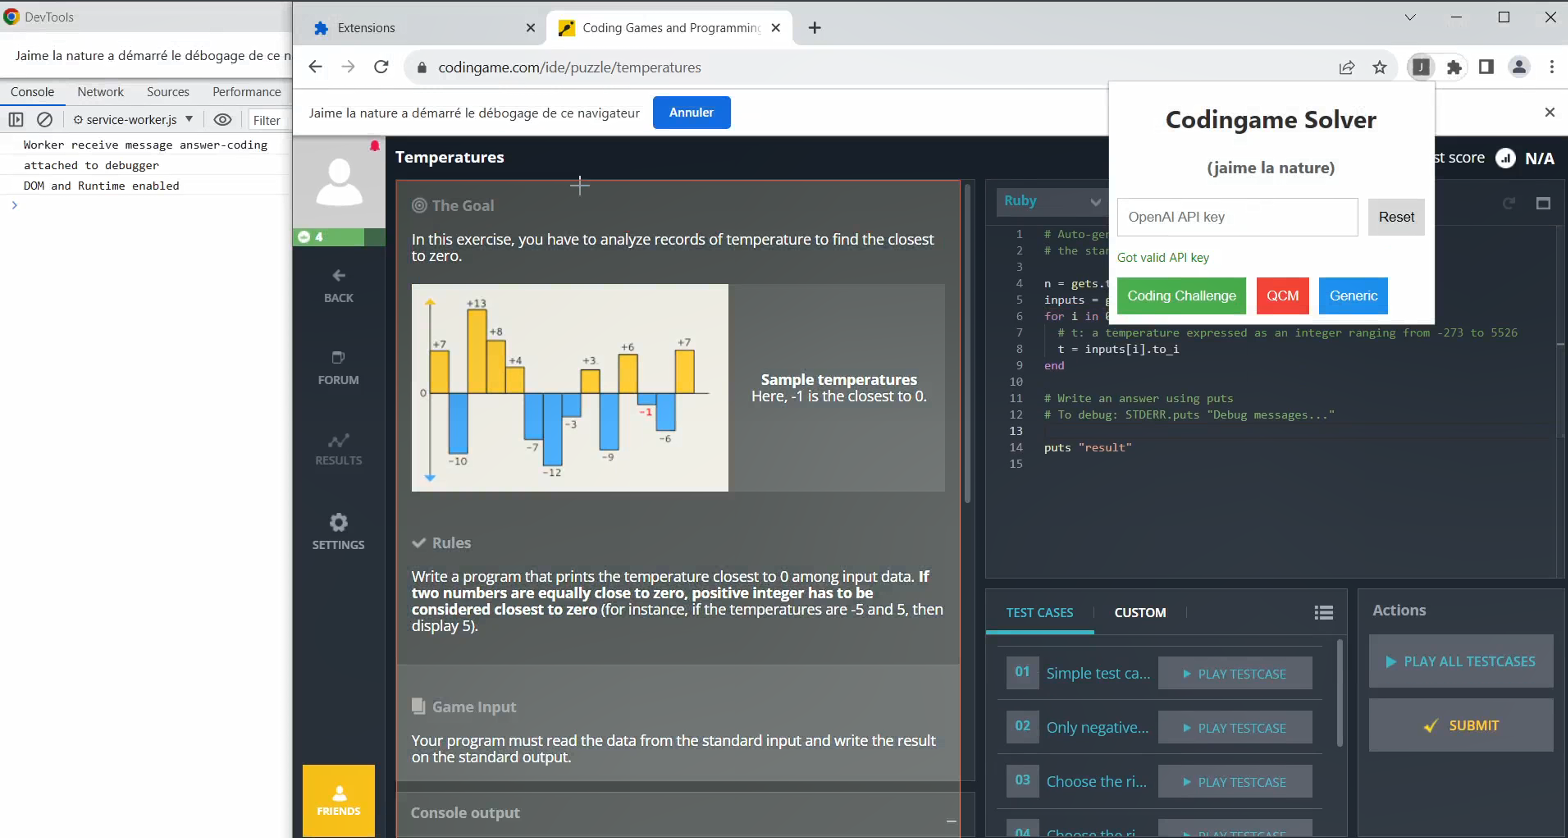 DevTools
Jaime la nature a démarré le débogage de ce n
Console Network Sources Performance
service-worker.js Filter
Worker receive message answer-coding
attached to debugger
DOM and Runtime enabled
Extensions
Coding Games and Programming
codingame.com/ide/puzzle/temperatures
Jaime la nature a démarré le débogage de ce navigateur Annuler
4
BACK
FORUM
RESULTS
SETTINGS
FRIENDS
Temperatures
The Goal
In this exercise, you have to analyze records of temperature to find the closest
to zero.
+13
+7 +8 +4 +3 +6 +7
0
-10 -7 -12 -3 -9 -1 -6
Sample temperatures
Here, -1 is the closest to 0.
Rules
Write a program that prints the temperature closest to 0 among input data. If
two numbers are equally close to zero, positive integer has to be
considered closest to zero (for instance, if the temperatures are -5 and 5, then
display 5).
Game Input
Your program must read the data from the standard input and write the result
on the standard output.
Console output
J
Codingame Solver
(jaime la nature)
OpenAI API key Reset
Got valid API key
Coding Challenge QCM Generic
st score N/A
Ruby
1 # Auto-ge
2 # the sta
3
4 n = gets.
5 inputs = g
6 for i in 0
7 # t: a temperature expressed as an integer ranging from -273 to 5526
8 t = inputs[i].to_i
9 end
10
11 # Write an answer using puts
12 # To debug: STDERR.puts "Debug messages..."
13
14 puts "result"
15
TEST CASES CUSTOM
01 Simple test ca... PLAY TESTCASE
02 Only negative... PLAY TESTCASE
03 Choose the ri... PLAY TESTCASE
04 Choose the ri... PLAY TESTCASE
Actions
PLAY ALL TESTCASES
SUBMIT